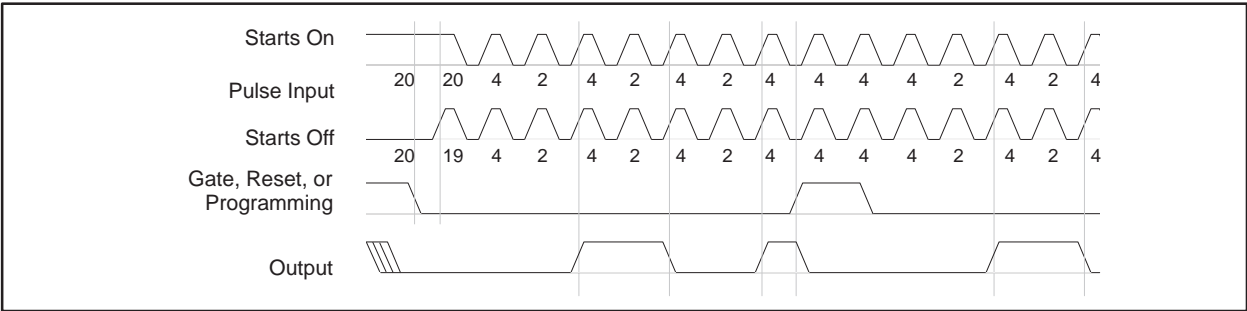 Starts On
20 20 4 2 4 2 4 2 4 4 4 4 2 4 2 4
Pulse Input
Starts Off
20 19 4 2 4 2 4 2 4 4 4 4 2 4 2 4
Gate, Reset, or
Programming
Output